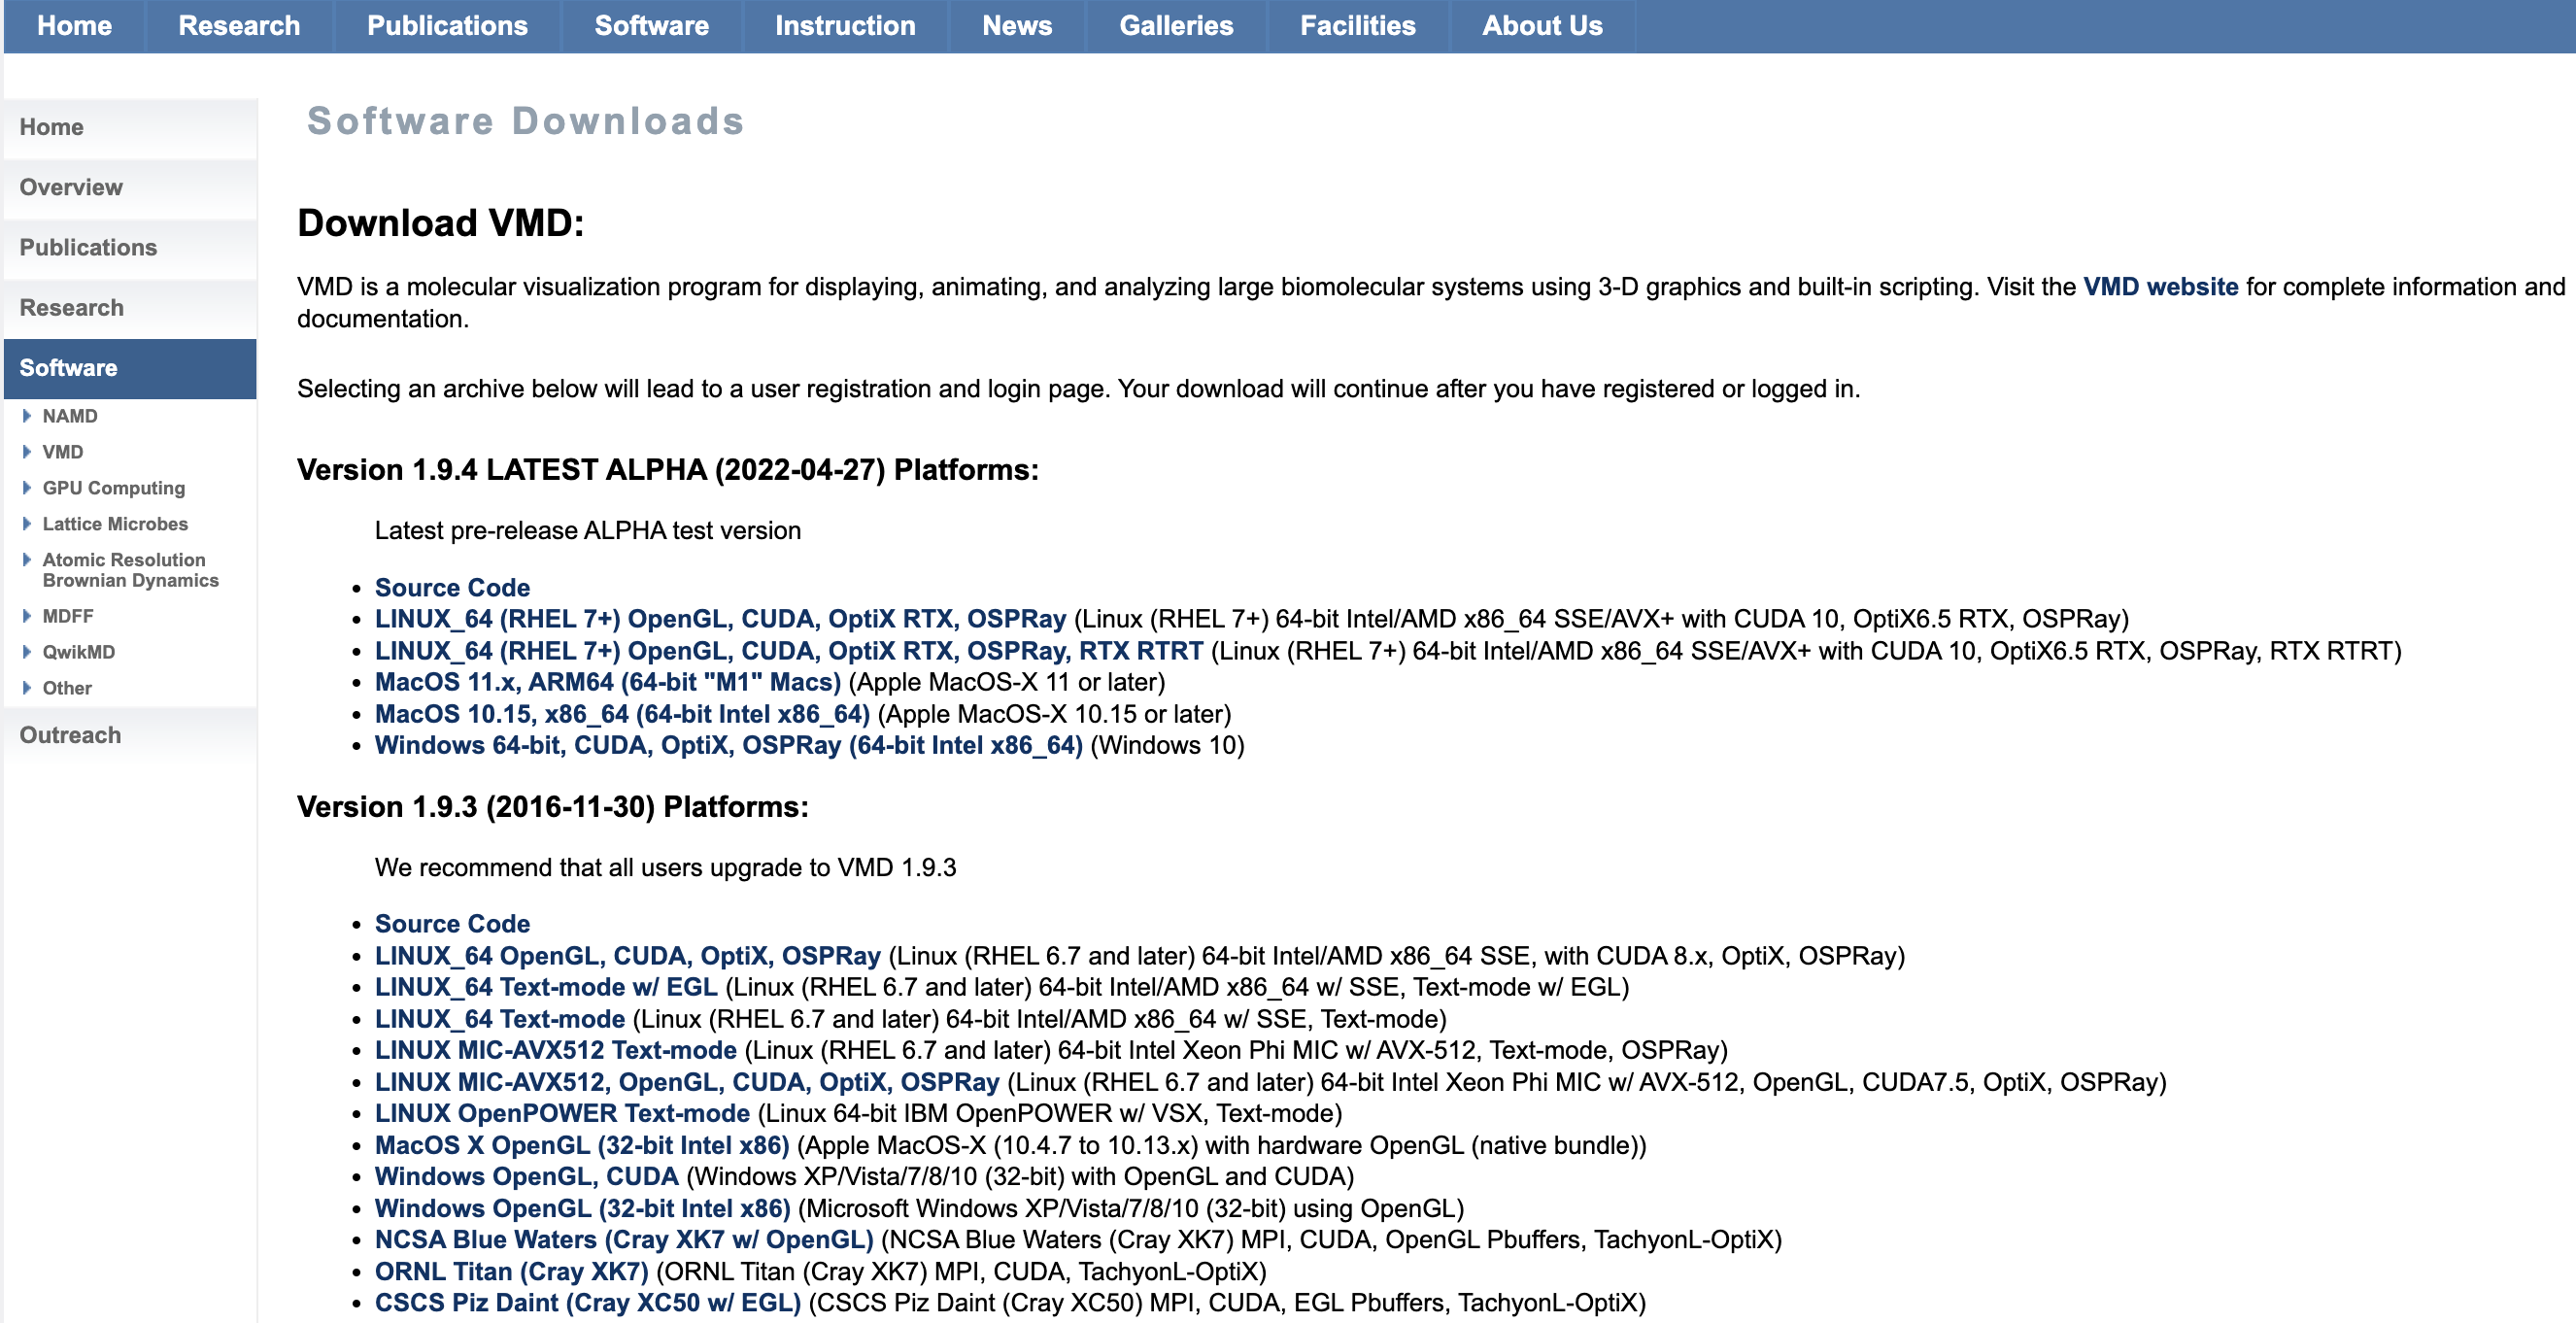 Home Research Publications Software Instruction News Galleries Facilities About Us
Home
Overview
Publications
Research
Software
NAMD
VMD
GPU Computing
Lattice Microbes
Atomic Resolution
Brownian Dynamics
MDFF
QwikMD
Other
Outreach
Software Downloads
Download VMD:
VMD is a molecular visualization program for displaying, animating, and analyzing large biomolecular systems using 3-D graphics and built-in scripting. Visit the VMD website for complete information and
documentation.
Selecting an archive below will lead to a user registration and login page. Your download will continue after you have registered or logged in.
Version 1.9.4 LATEST ALPHA (2022-04-27) Platforms:
Latest pre-release ALPHA test version
• Source Code
• LINUX_64 (RHEL 7+) OpenGL, CUDA, OptiX RTX, OSPRay (Linux (RHEL 7+) 64-bit Intel/AMD x86_64 SSE/AVX+ with CUDA 10, OptiX6.5 RTX, OSPRay)
• LINUX_64 (RHEL 7+) OpenGL, CUDA, OptiX RTX, OSPRay, RTX RTRT (Linux (RHEL 7+) 64-bit Intel/AMD x86_64 SSE/AVX+ with CUDA 10, OptiX6.5 RTX, OSPRay, RTX RTRT)
• MacOS 11.x, ARM64 (64-bit "M1" Macs) (Apple MacOS-X 11 or later)
• MacOS 10.15, x86_64 (64-bit Intel x86_64) (Apple MacOS-X 10.15 or later)
• Windows 64-bit, CUDA, OptiX, OSPRay (64-bit Intel x86_64) (Windows 10)
Version 1.9.3 (2016-11-30) Platforms:
We recommend that all users upgrade to VMD 1.9.3
• Source Code
• LINUX_64 OpenGL, CUDA, OptiX, OSPRay (Linux (RHEL 6.7 and later) 64-bit Intel/AMD x86_64 SSE, with CUDA 8.x, OptiX, OSPRay)
• LINUX_64 Text-mode w/ EGL (Linux (RHEL 6.7 and later) 64-bit Intel/AMD x86_64 w/ SSE, Text-mode w/ EGL)
• LINUX_64 Text-mode (Linux (RHEL 6.7 and later) 64-bit Intel/AMD x86_64 w/ SSE, Text-mode)
• LINUX MIC-AVX512 Text-mode (Linux (RHEL 6.7 and later) 64-bit Intel Xeon Phi MIC w/ AVX-512, Text-mode, OSPRay)
• LINUX MIC-AVX512, OpenGL, CUDA, OptiX, OSPRay (Linux (RHEL 6.7 and later) 64-bit Intel Xeon Phi MIC w/ AVX-512, OpenGL, CUDA7.5, OptiX, OSPRay)
• LINUX OpenPOWER Text-mode (Linux 64-bit IBM OpenPOWER w/ VSX, Text-mode)
• MacOS X OpenGL (32-bit Intel x86) (Apple MacOS-X (10.4.7 to 10.13.x) with hardware OpenGL (native bundle))
• Windows OpenGL, CUDA (Windows XP/Vista/7/8/10 (32-bit) with OpenGL and CUDA)
• Windows OpenGL (32-bit Intel x86) (Microsoft Windows XP/Vista/7/8/10 (32-bit) using OpenGL)
• NCSA Blue Waters (Cray XK7 w/ OpenGL) (NCSA Blue Waters (Cray XK7) MPI, CUDA, OpenGL Pbuffers, TachyonL-OptiX)
• ORNL Titan (Cray XK7) (ORNL Titan (Cray XK7) MPI, CUDA, TachyonL-OptiX)
• CSCS Piz Daint (Cray XC50 w/ EGL) (CSCS Piz Daint (Cray XC50) MPI, CUDA, EGL Pbuffers, TachyonL-OptiX)